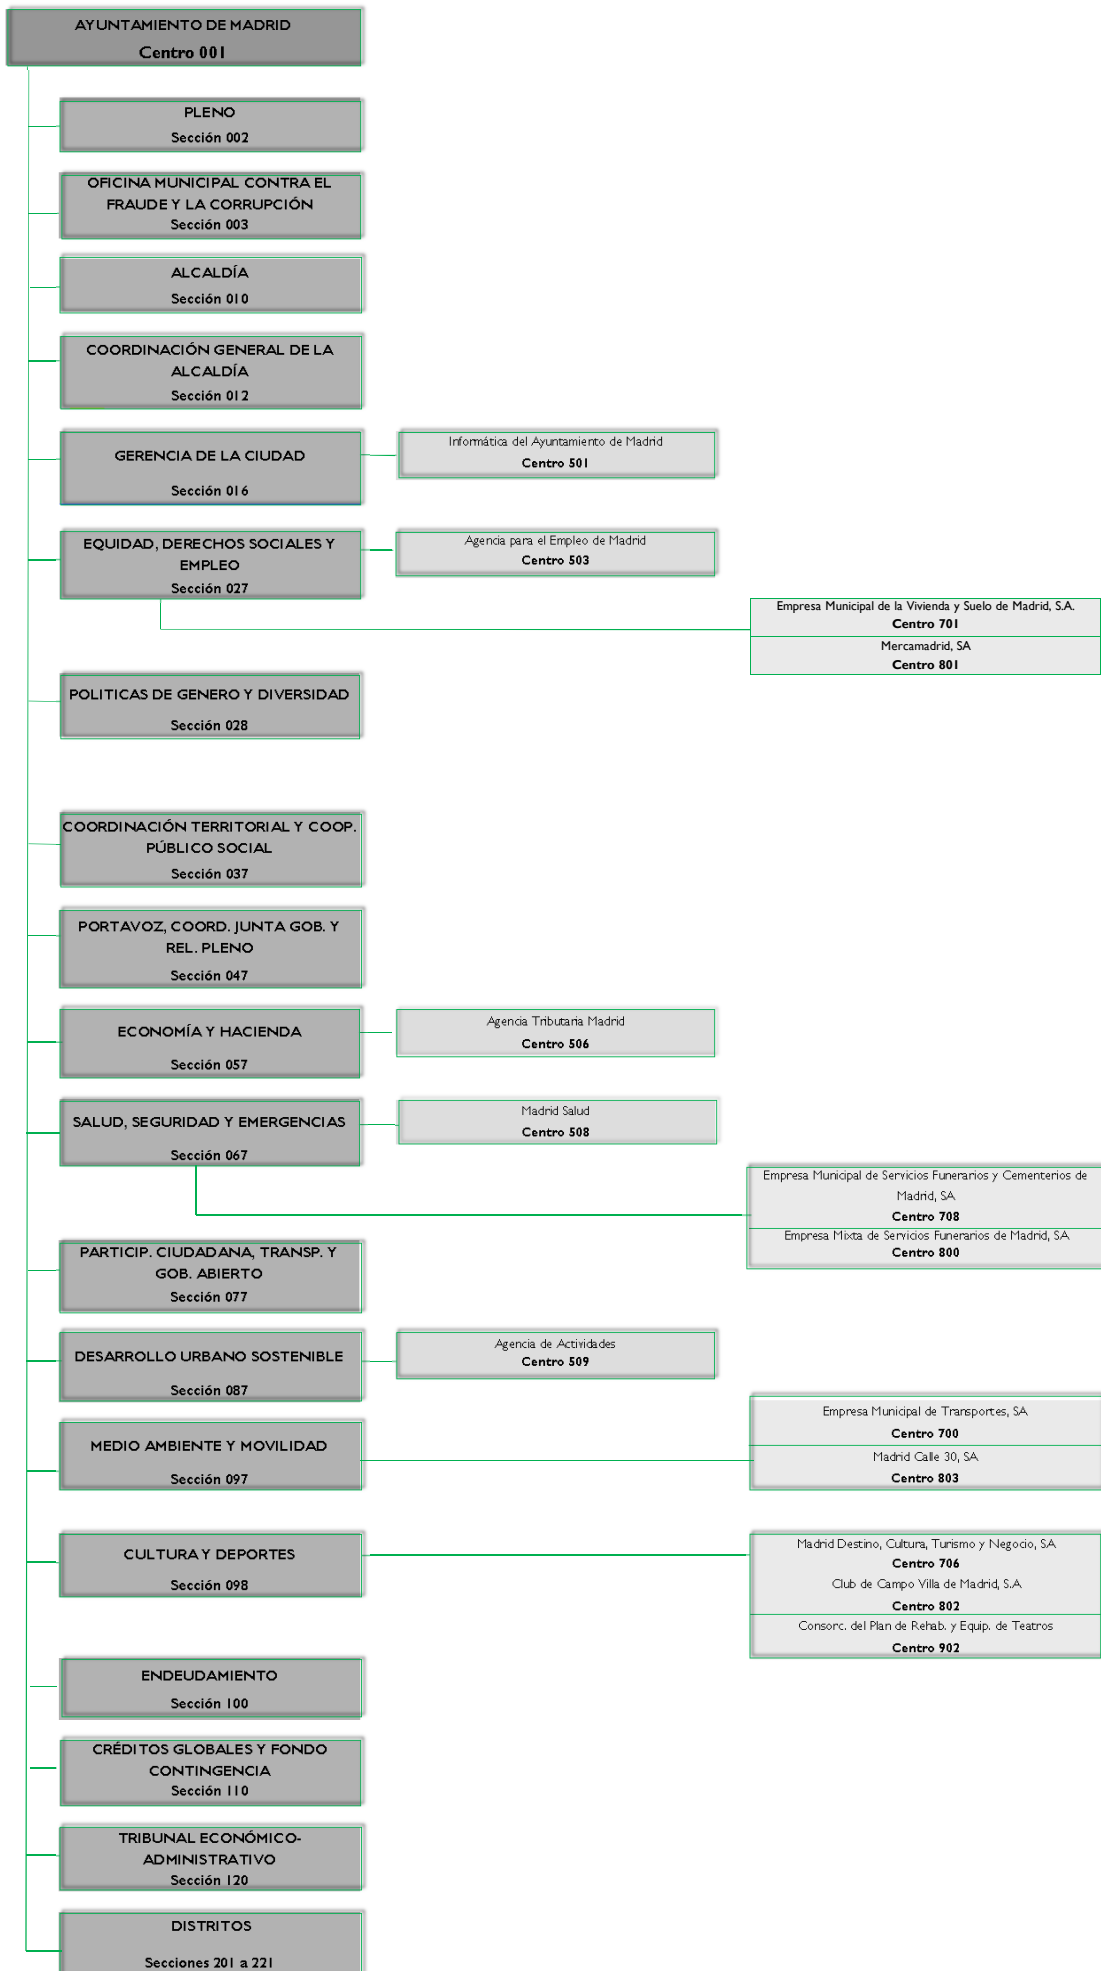 AYUNTAMIENTO DE MADRID
Centro 001
PLENO
Sección 002
OFICINA MUNICIPAL CONTRA EL
FRAUDE Y LA CORRUPCIÓN
Sección 003
ALCALDÍA
Sección 010
COORDINACIÓN GENERAL DE LA
ALCALDÍA
Sección 012
GERENCIA DE LA CIUDAD
Sección 016
Informática del Ayuntamiento de Madrid
Centro 501
EQUIDAD, DERECHOS SOCIALES Y
EMPLEO
Sección 027
Agencia para el Empleo de Madrid
Centro 503
Empresa Municipal de la Vivienda y Suelo de Madrid, S.A.
Centro 701
Mercamadrid, SA
Centro 801
POLITICAS DE GENERO Y DIVERSIDAD
Sección 028
COORDINACIÓN TERRITORIAL Y COOP.
PÚBLICO SOCIAL
Sección 037
PORTAVOZ, COORD. JUNTA GOB. Y
REL. PLENO
Sección 047
ECONOMÍA Y HACIENDA
Sección 057
Agencia Tributaria Madrid
Centro 506
SALUD, SEGURIDAD Y EMERGENCIAS
Sección 067
Madrid Salud
Centro 508
Empresa Municipal de Servicios Funerarios y Cementerios de
Madrid, SA
Centro 708
Empresa Mixta de Servicios Funerarios de Madrid, SA
Centro 800
PARTICIP. CIUDADANA, TRANSP. Y
GOB. ABIERTO
Sección 077
DESARROLLO URBANO SOSTENIBLE
Sección 087
Agencia de Actividades
Centro 509
MEDIO AMBIENTE Y MOVILIDAD
Sección 097
Empresa Municipal de Transportes, SA
Centro 700
Madrid Calle 30, SA
Centro 803
CULTURA Y DEPORTES
Sección 098
Madrid Destino, Cultura, Turismo y Negocio, SA
Centro 706
Club de Campo Villa de Madrid, S.A
Centro 802
Consorc. del Plan de Rehab. y Equip. de Teatros
Centro 902
ENDEUDAMIENTO
Sección 100
CRÉDITOS GLOBALES Y FONDO
CONTINGENCIA
Sección 110
TRIBUNAL ECONÓMICO-
ADMINISTRATIVO
Sección 120
DISTRITOS
Secciones 201 a 221